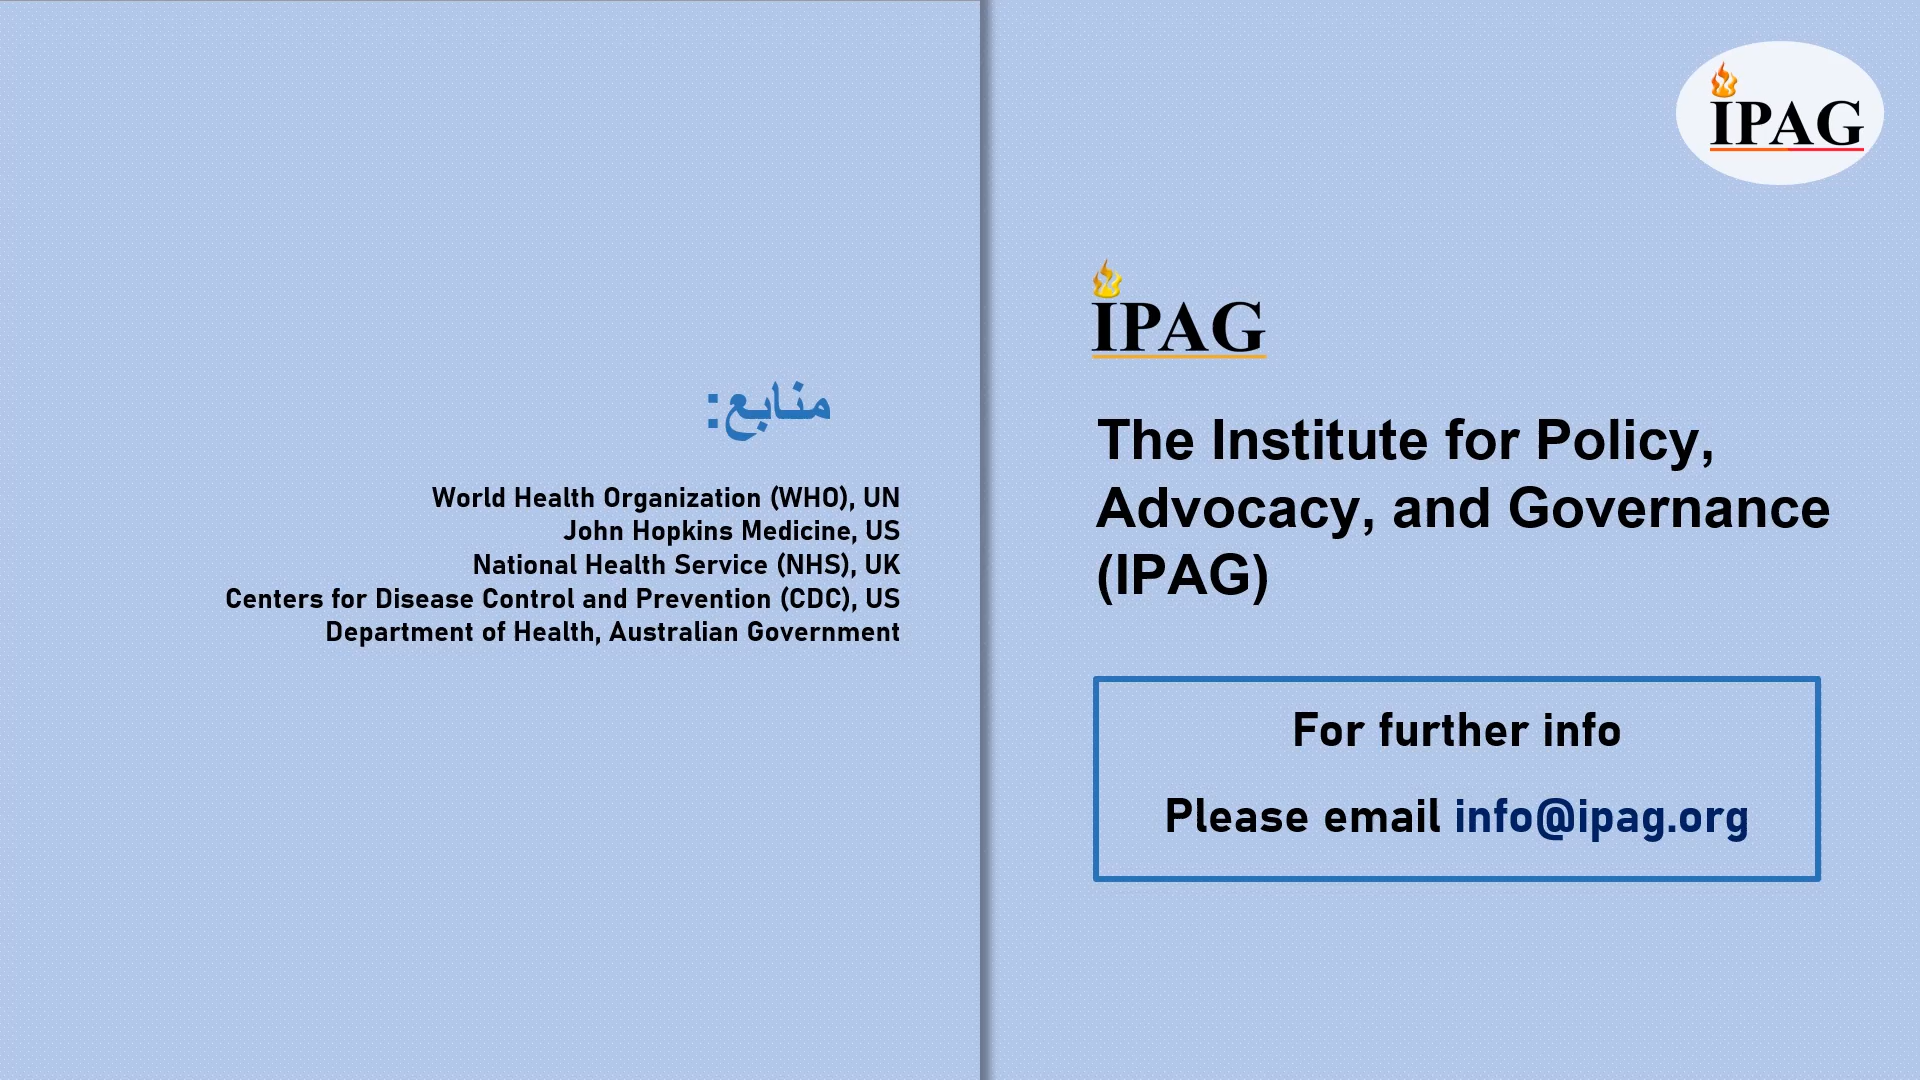 منابع:
World Health Organization (WHO), UN
John Hopkins Medicine, US
National Health Service (NHS), UK
Centers for Disease Control and Prevention (CDC), US
Department of Health, Australian Government
IPAG
IPAG
The Institute for Policy,
Advocacy, and Governance
(IPAG)
For further info
Please email info@ipag.org